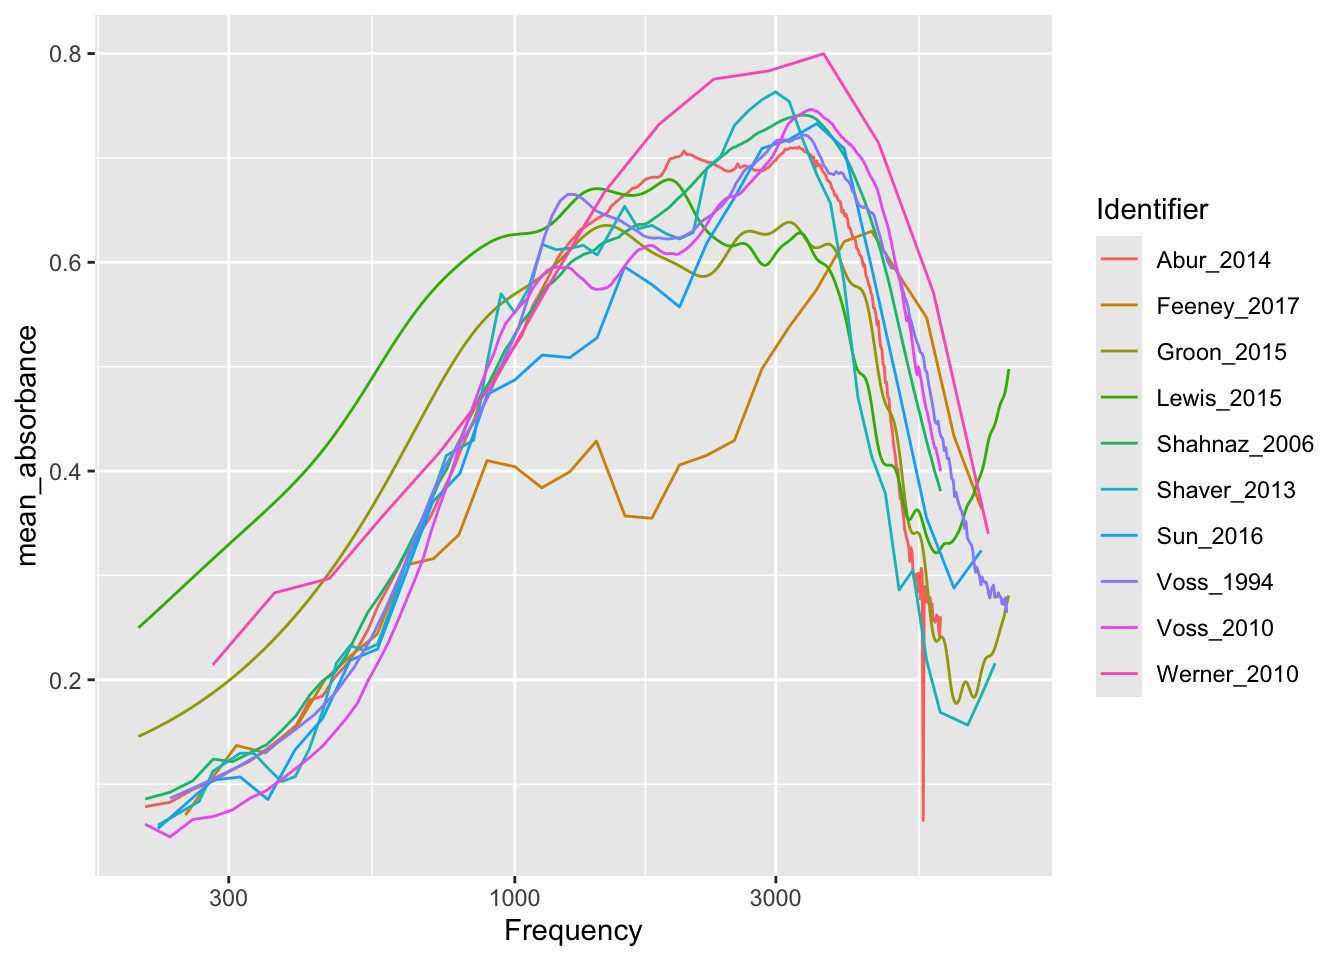 0.8
0.6
0.4
0.2
mean_absorbance
300
1000
3000
Frequency
Identifier
Abur_2014
Feeney_2017
Groon_2015
Lewis_2015
Shahnaz_2006
Shaver_2013
Sun_2016
Voss_1994
Voss_2010
Werner_2010